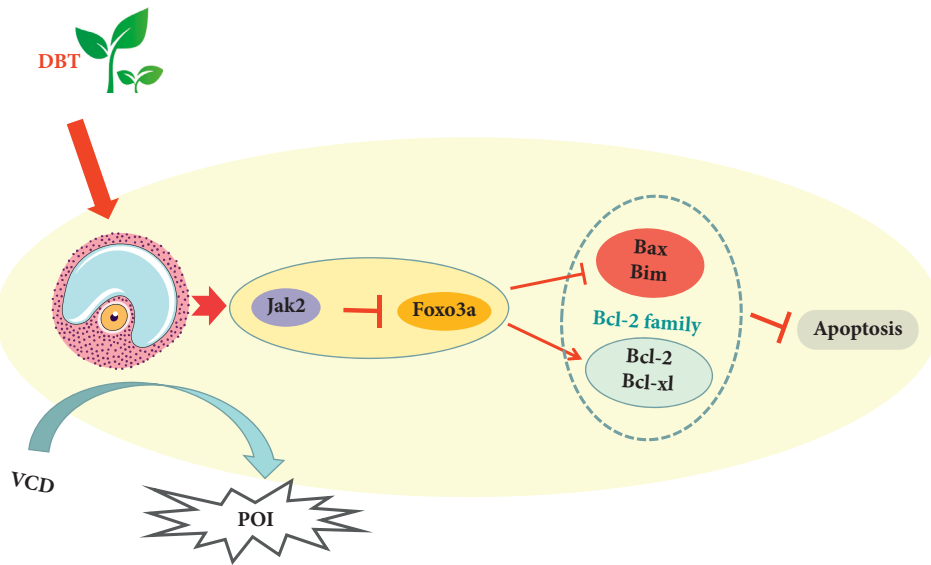 DBT
Jak2
Foxo3a
Bax
Bim
Bcl-2 family
Bcl-2
Bcl-xl
Apoptosis
VCD
POI